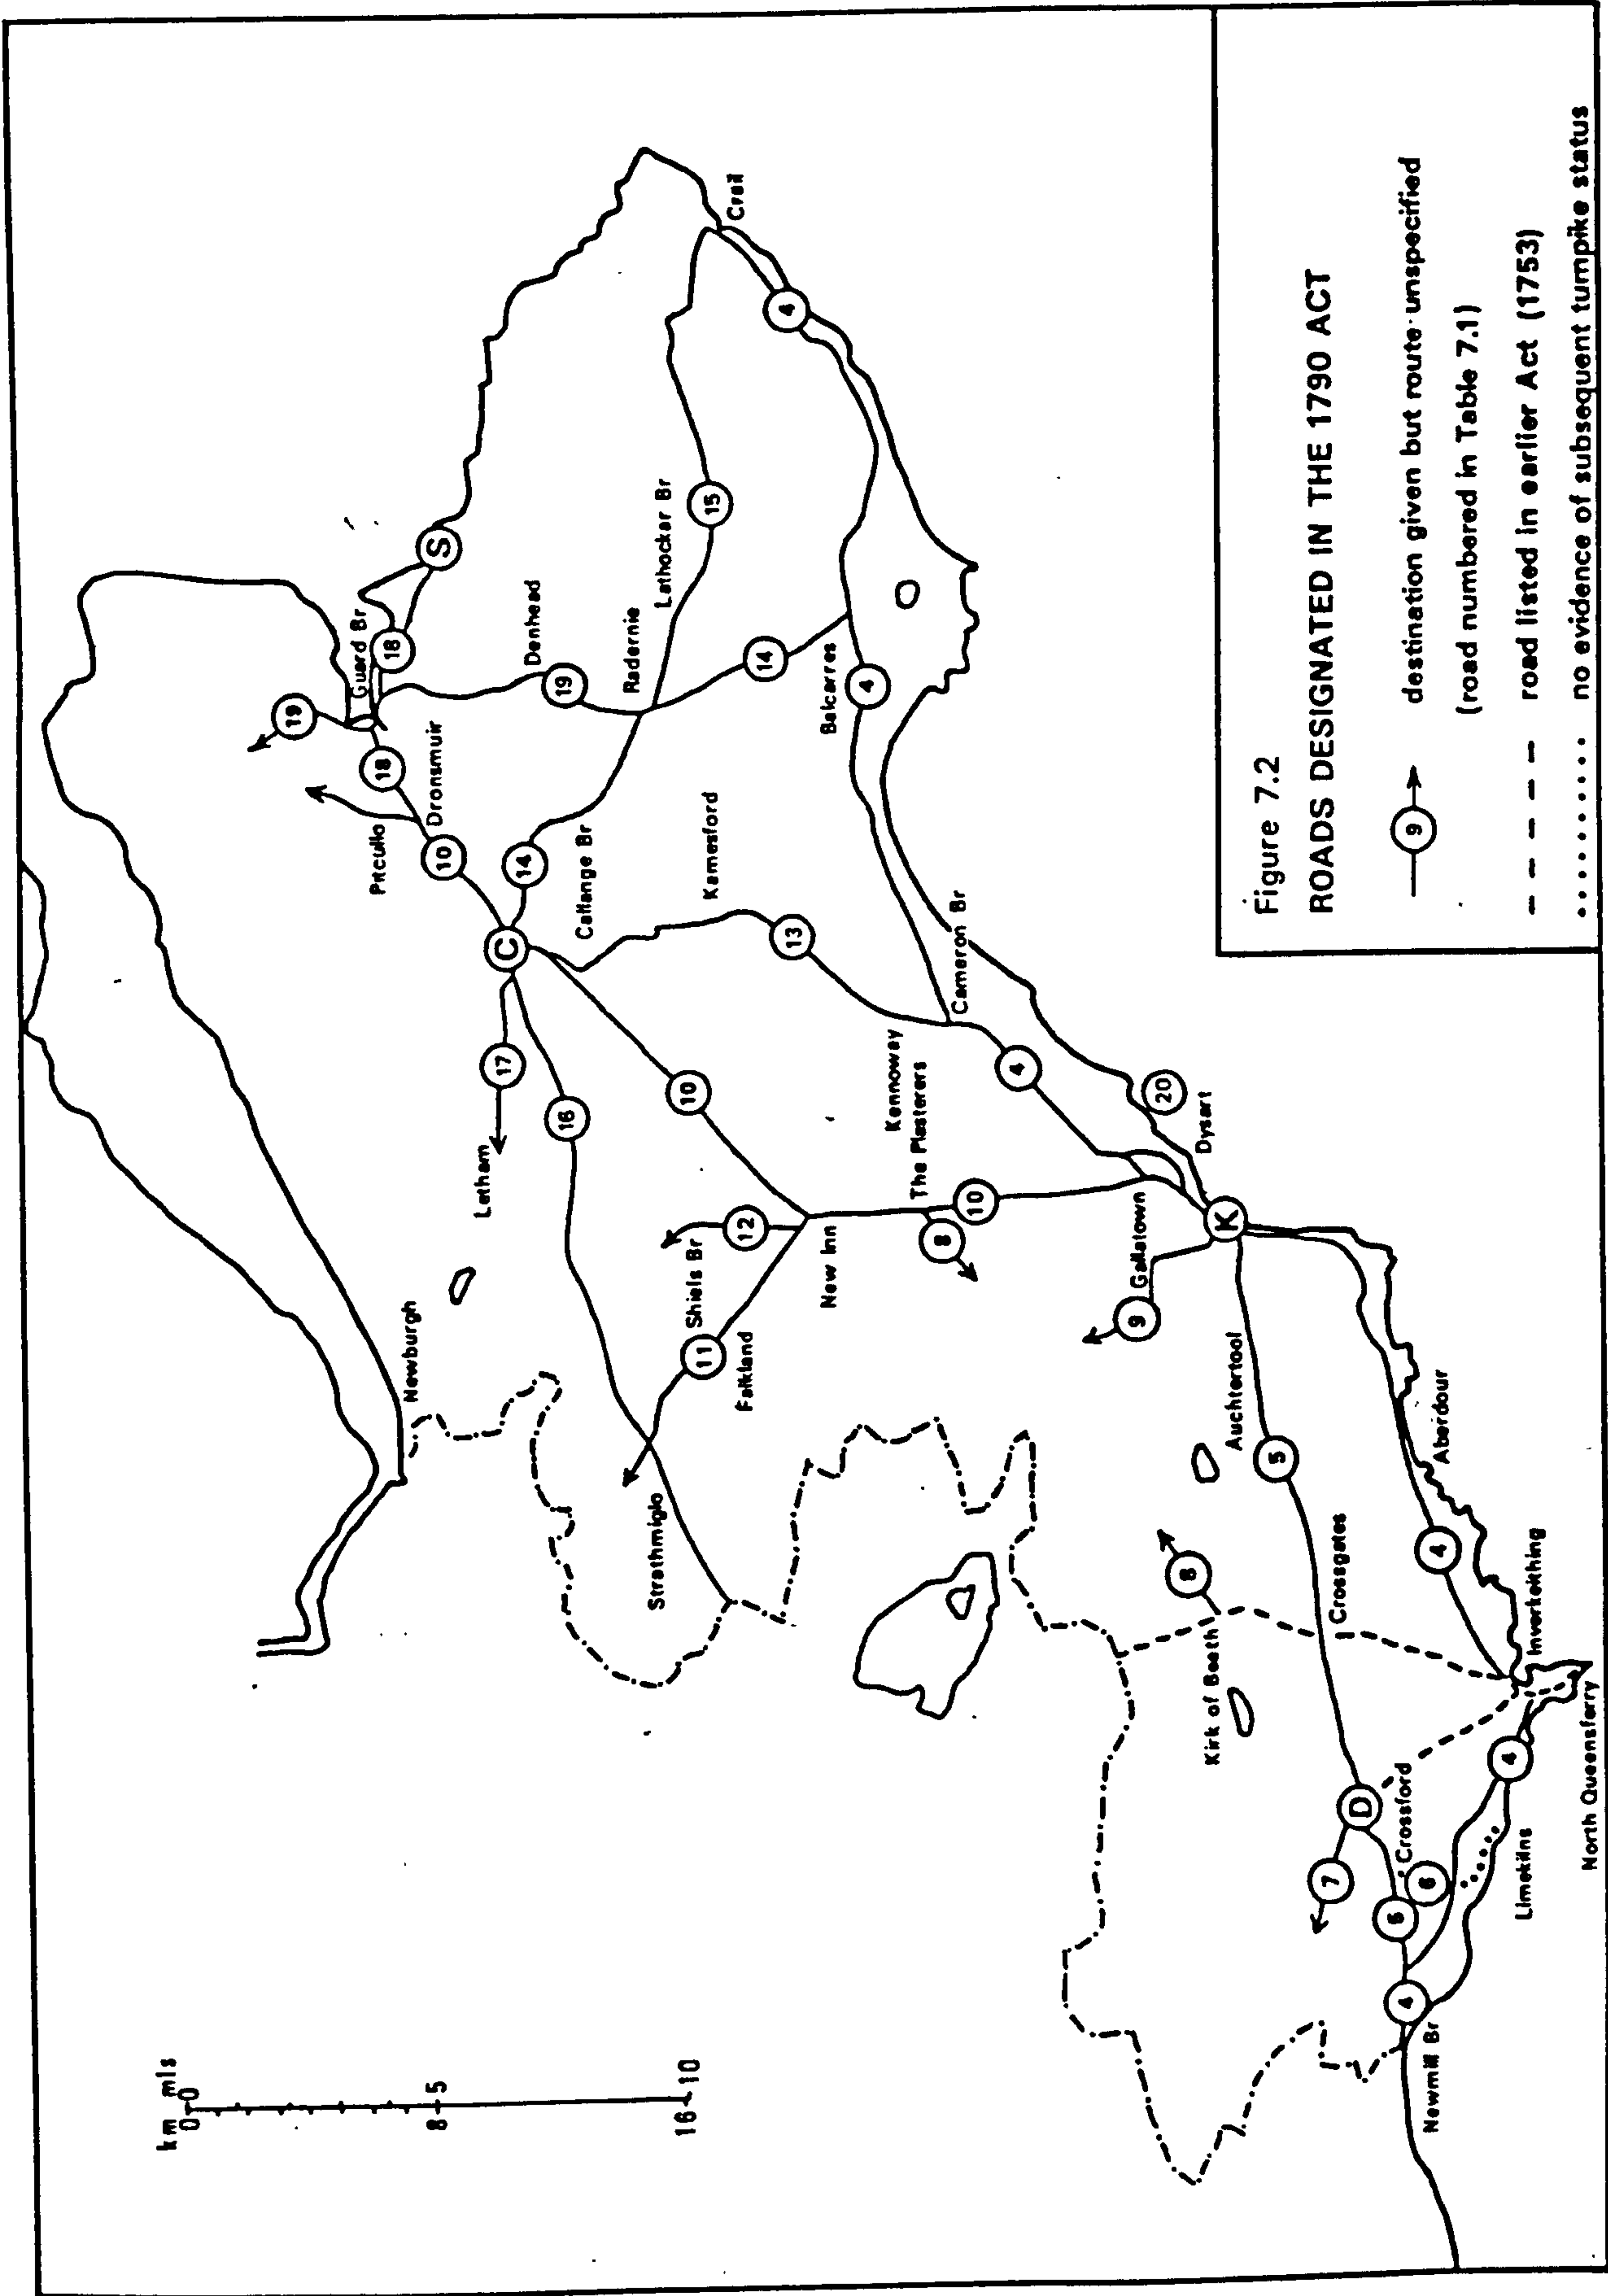 km mls
0 0
8 5
16 10
Newburgh
Pitcullo
Guard Br
Dronsmuir
S
19
18
18
10
C
17
Letham
14
16
Denhead
19
Radernie
Lathocker Br
15
Crail
Callange Br
Kamesford
13
14
4
Balcarres
4
10
Strathmiglo
Shiels Br
12
11
Falkland
New Inn
Kennoway
The Plasterers
8
10
Cameron Br
4
20
Dysart
Gallatown
9
K
Auchtertool
5
Aberdour
8
Kirk of Beath
Crossgates
4
Inverkeithing
D
7
Crossford
5
6
4
4
Limekilns
Newmill Br
North Queensferry
Figure 7.2
ROADS DESIGNATED IN THE 1790 ACT
9 destination given but route unspecified
(road numbered in Table 7.1)
road listed in earlier Act (1753)
no evidence of subsequent turnpike status